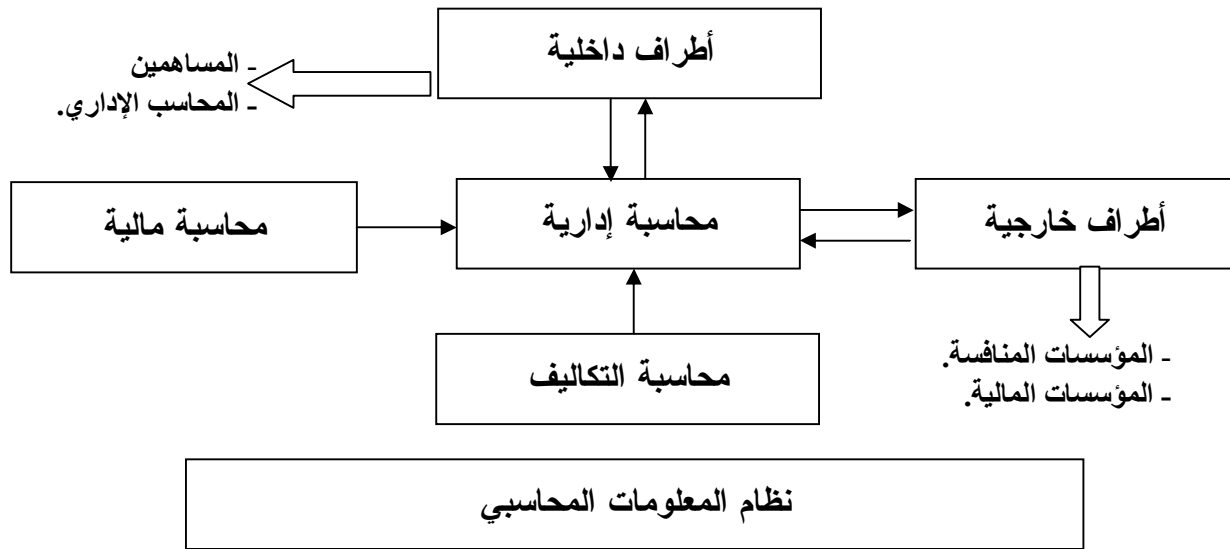 أطراف داخلية
- المساهمين
- المحاسب الإداري.
أطراف خارجية
محاسبة إدارية
محاسبة مالية
- المؤسسات المنافسة.
- المؤسسات المالية.
محاسبة التكاليف
نظام المعلومات المحاسبي